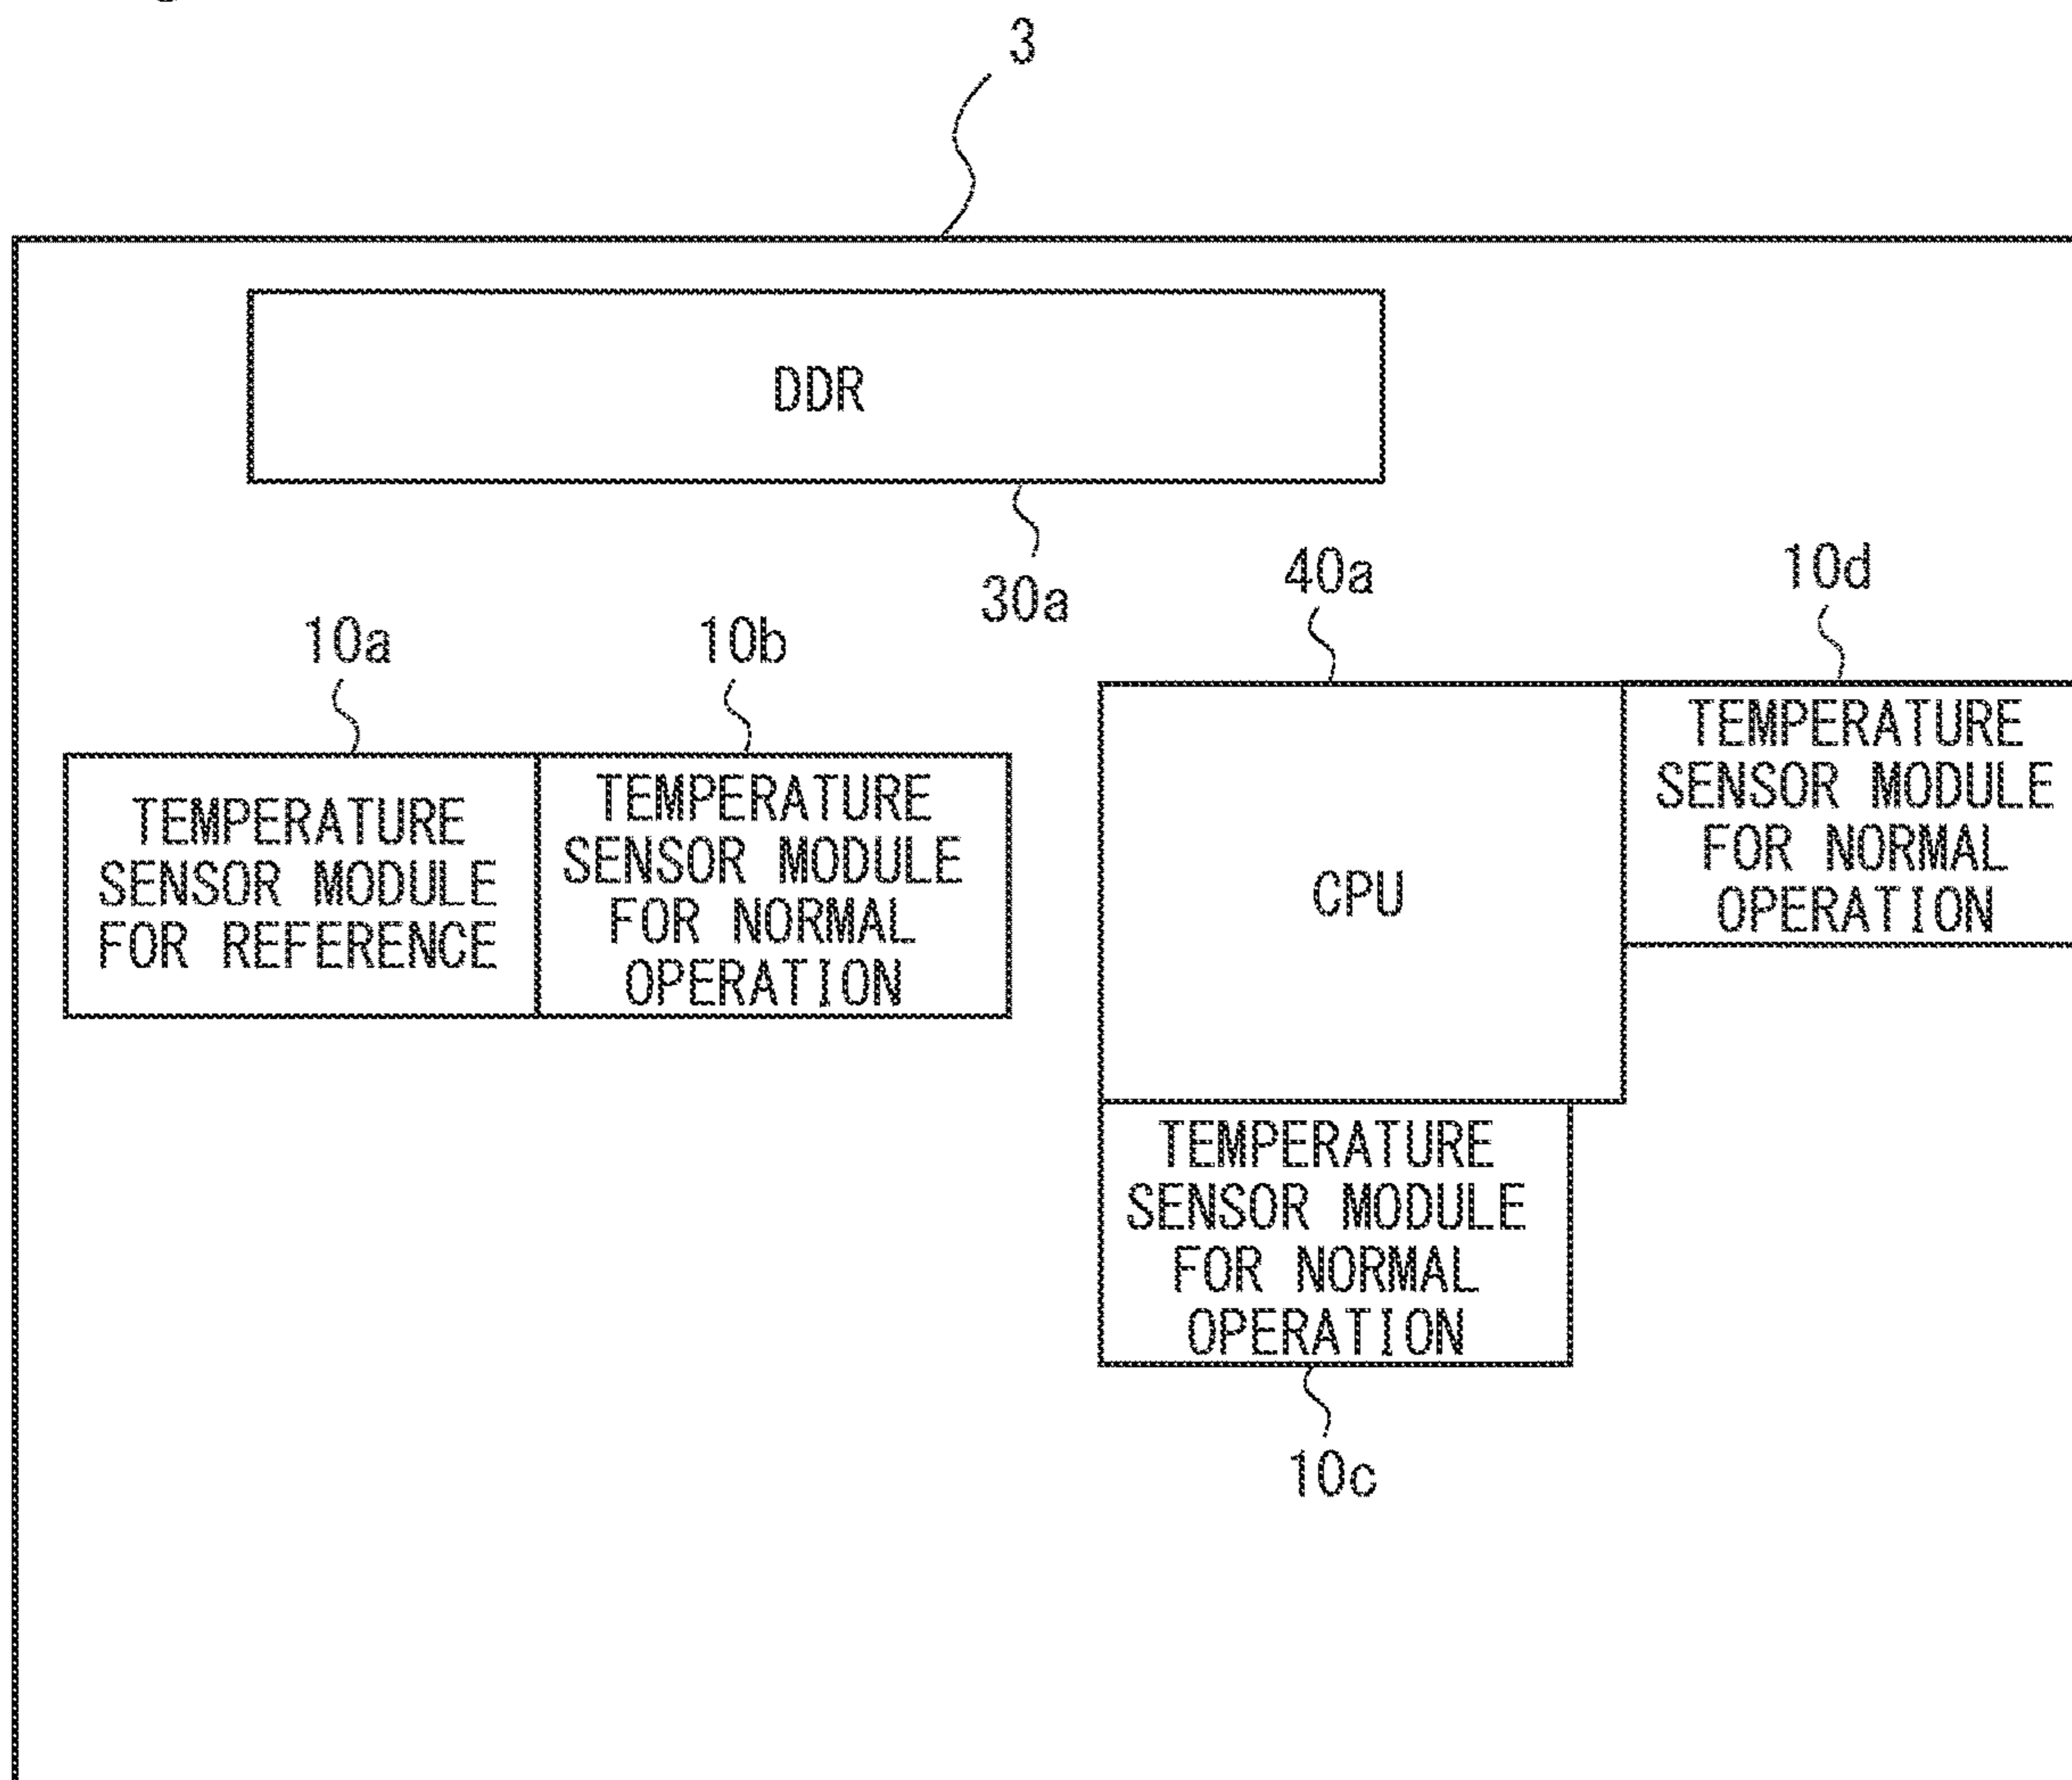 3
DDR
30a
40a
10d
10a
10b
TEMPERATURE
SENSOR MODULE
FOR REFERENCE
TEMPERATURE
SENSOR MODULE
FOR NORMAL
OPERATION
CPU
TEMPERATURE
SENSOR MODULE
FOR NORMAL
OPERATION
TEMPERATURE
SENSOR MODULE
FOR NORMAL
OPERATION
10c